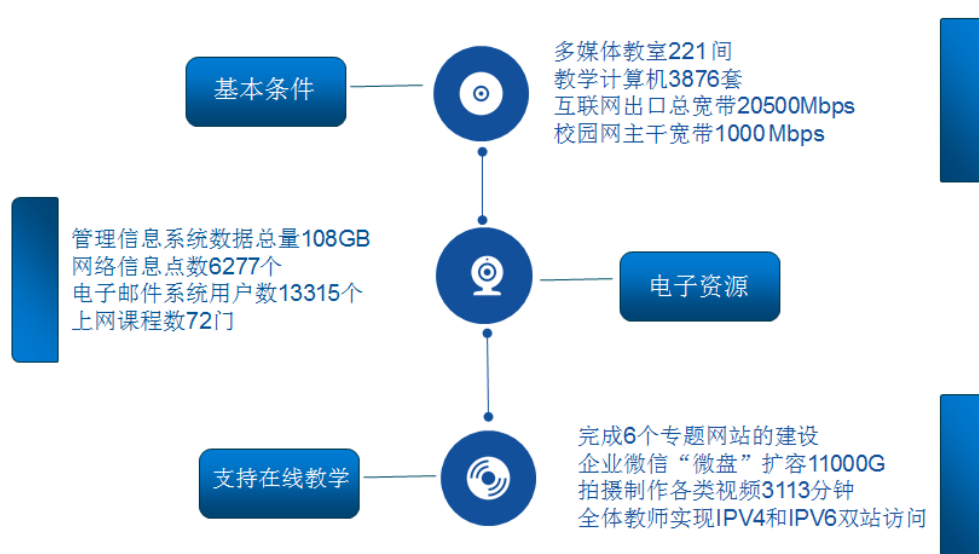 基本条件
多媒体教室221间
教学计算机3876套
互联网出口总宽带20500Mbps
校园网主干宽带1000Mbps
管理信息系统数据总量108GB
网络信息点数6277个
电子邮件系统用户数13315个
上网课程数72门
电子资源
支持在线教学
完成6个专题网站的建设
企业微信“微盘”扩容11000G
拍摄制作各类视频3113分钟
全体教师实现IPV4和IPV6双站访问